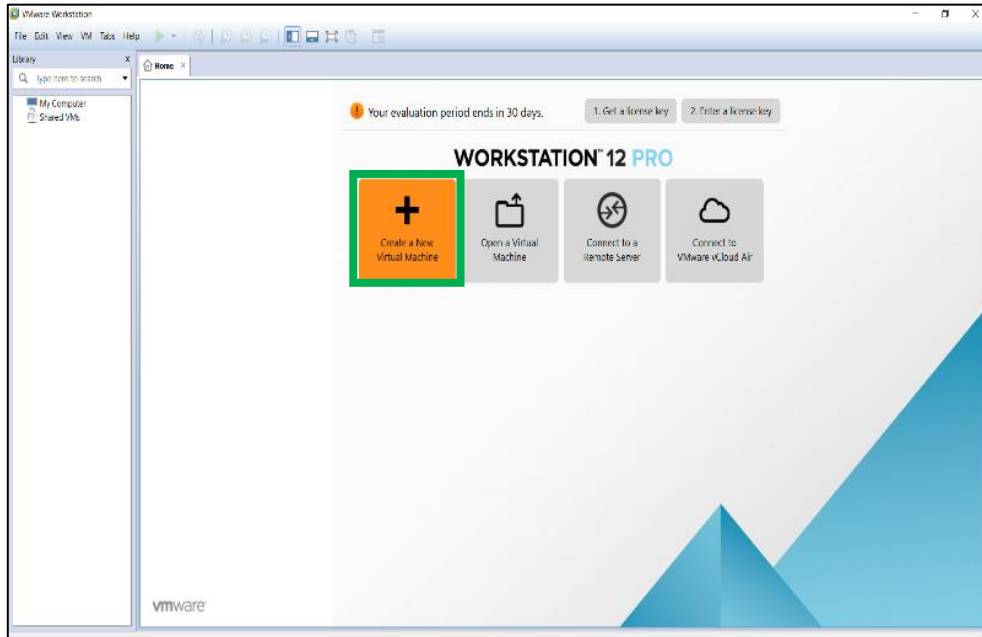 VMware Workstation
File Edit View VM Tabs Help
Library x
Type here to search
My Computer
Shared VMs
Home x
Your evaluation period ends in 30 days.
1. Get a license key
2. Enter a license key
WORKSTATION™ 12 PRO
Create a New
Virtual Machine
Open a Virtual
Machine
Connect to a
Remote Server
Connect to
VMware vCloud Air
vmware